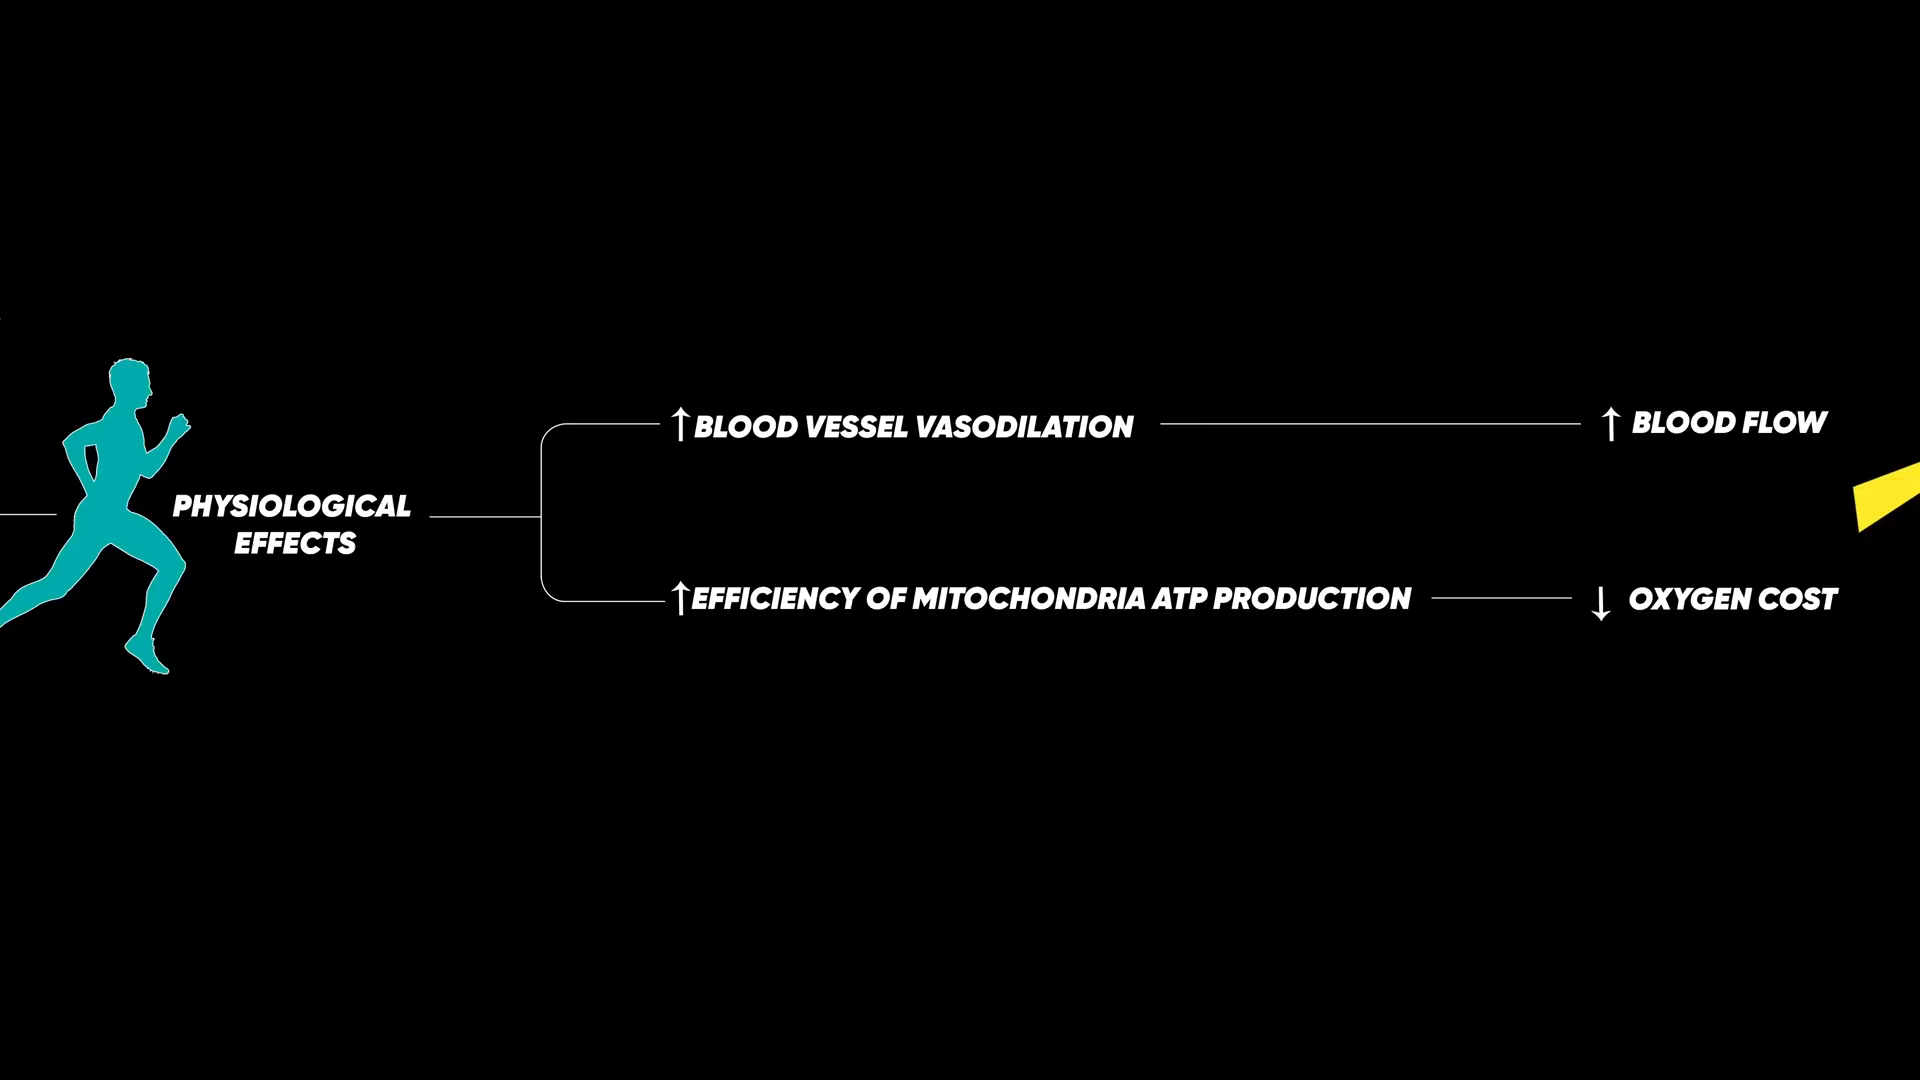 ↑ BLOOD VESSEL VASODILATION
↑ BLOOD FLOW
PHYSIOLOGICAL
EFFECTS
↑ EFFICIENCY OF MITOCHONDRIA ATP PRODUCTION
↓ OXYGEN COST